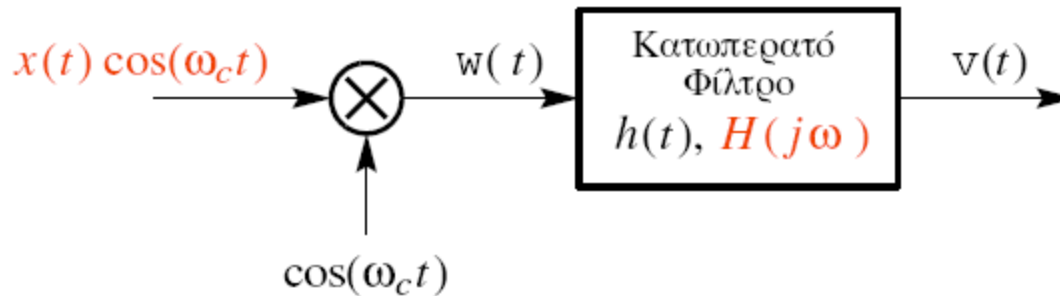 x(t) cos(ω_c t)
w( t)
Κατωπερατό
Φίλτρο
h(t), H( jω )
v(t)
cos(ω_c t)